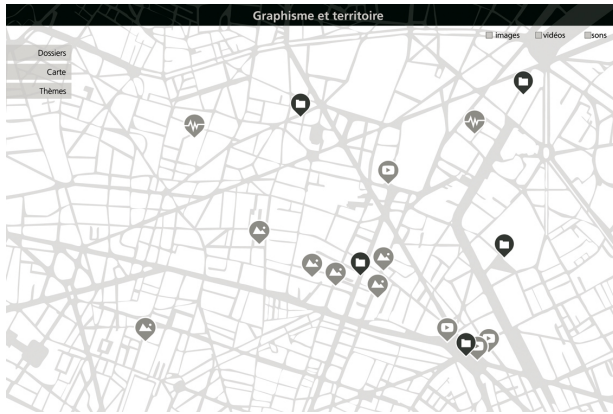 Graphisme et territoire
images vidéos sons
Dossiers
Carte
Thèmes